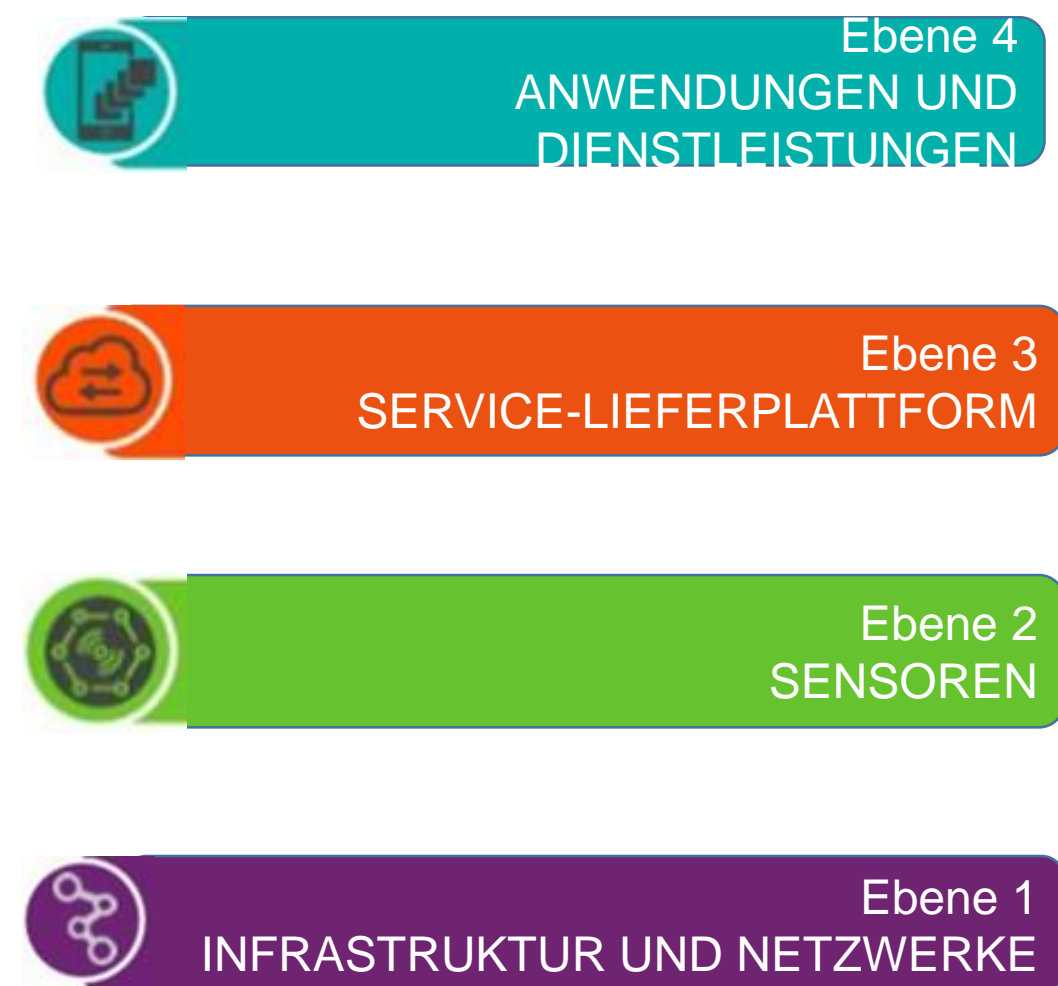 Ebene 4
ANWENDUNGEN UND
DIENSTLEISTUNGEN
Ebene 3
SERVICE-LIEFERPLATTFORM
Ebene 2
SENSOREN
Ebene 1
INFRASTRUKTUR UND NETZWERKE